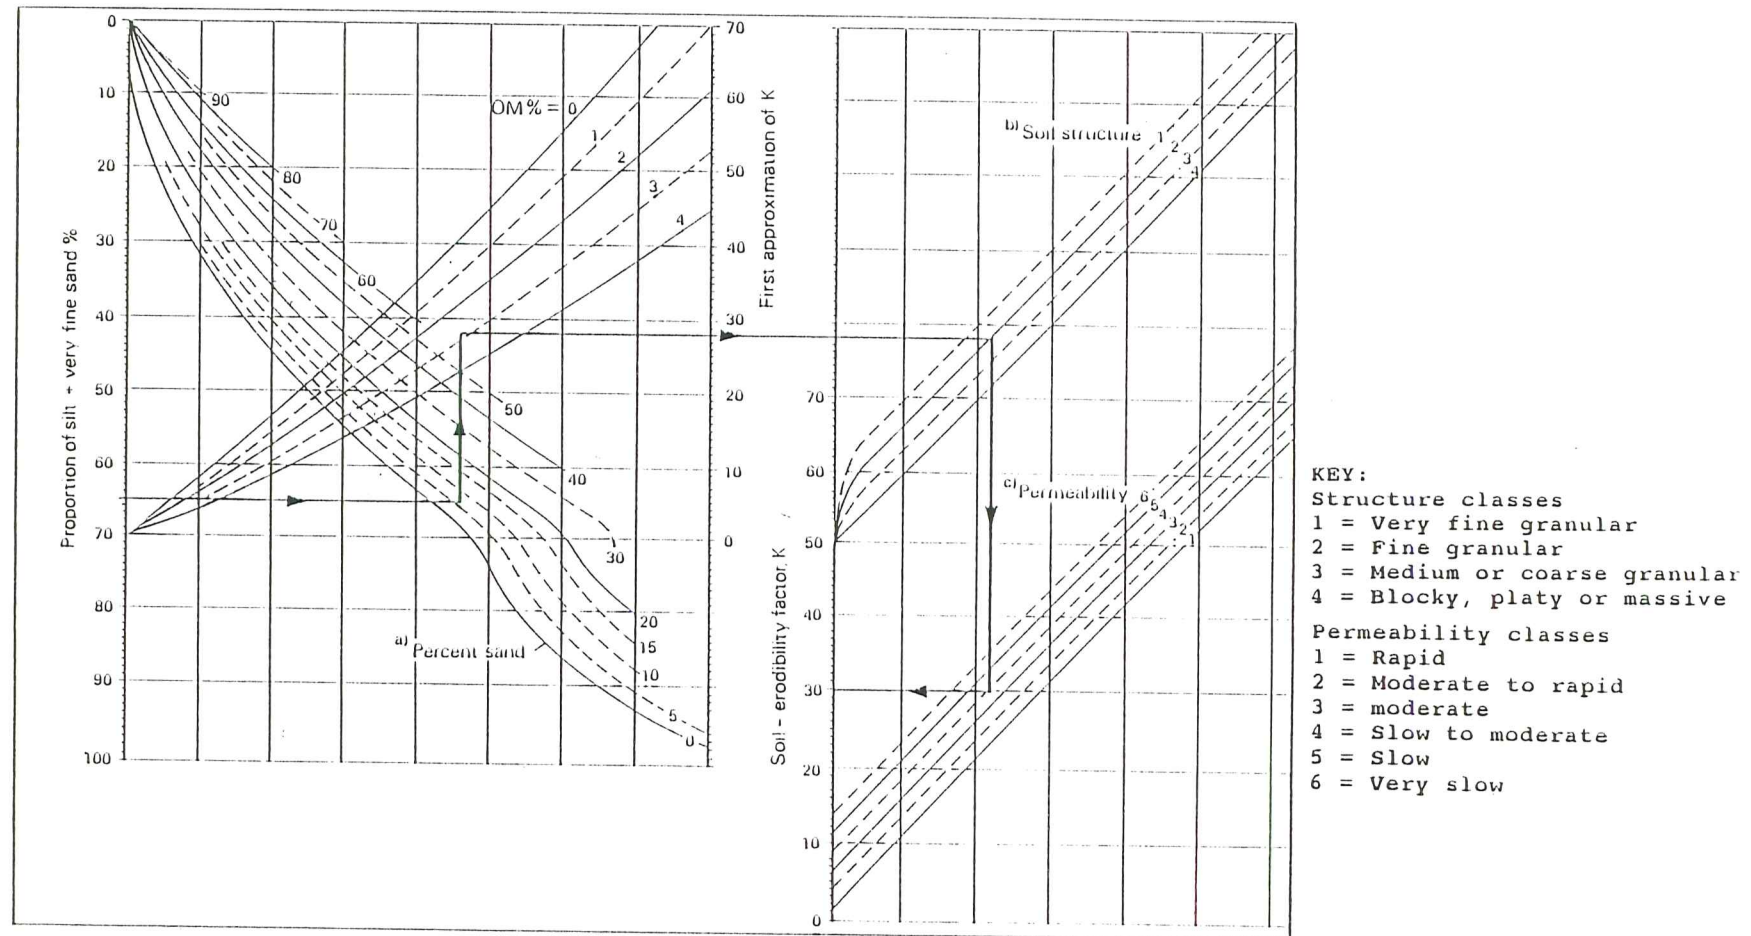 0
10
20
30
40
50
60
70
80
90
100
Proportion of silt + very fine sand %
90
80
70
60
50
40
30
20
15
10
5
0
a) Percent sand
OM% = 0
1
2
3
4
70
60
50
40
30
20
10
0
First approximation of K
b) Soil structure 1
2
3
4
70
60
50
40
30
20
10
0
Soil - erodibility factor, K
c) Permeability 6
5
4
3
2
1
KEY:
Structure classes
1 = Very fine granular
2 = Fine granular
3 = Medium or coarse granular
4 = Blocky, platy or massive
Permeability classes
1 = Rapid
2 = Moderate to rapid
3 = moderate
4 = Slow to moderate
5 = Slow
6 = Very slow